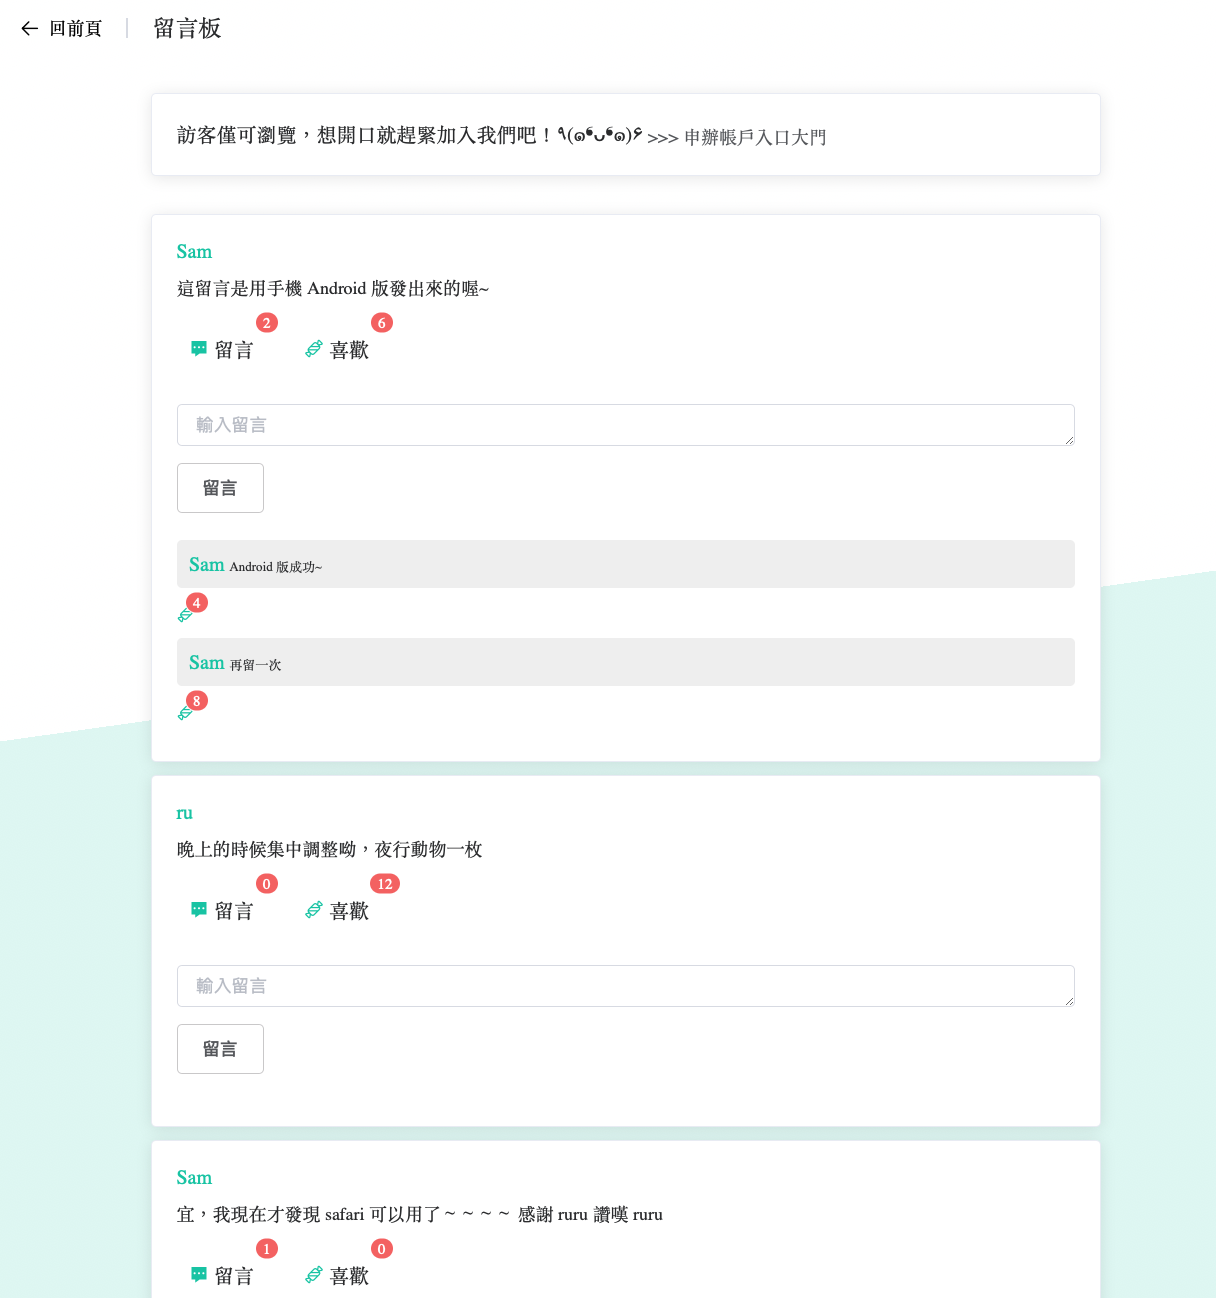 回前頁
留言板
訪客僅可瀏覽，想開口就趕緊加入我們吧！٩(๑❛ᴗ❛๑)۶ >>> 申辦帳戶入口大門
Sam
這留言是用手機 Android 版發出來的喔~
2
6
留言
喜歡
輸入留言
留言
Sam Android 版成功~
4
Sam 再留一次
8
ru
晚上的時候集中調整呦，夜行動物一枚
0
12
留言
喜歡
輸入留言
留言
Sam
宜，我現在才發現 safari 可以用了～～～～ 感謝 ruru 讚嘆 ruru
1
0
留言
喜歡